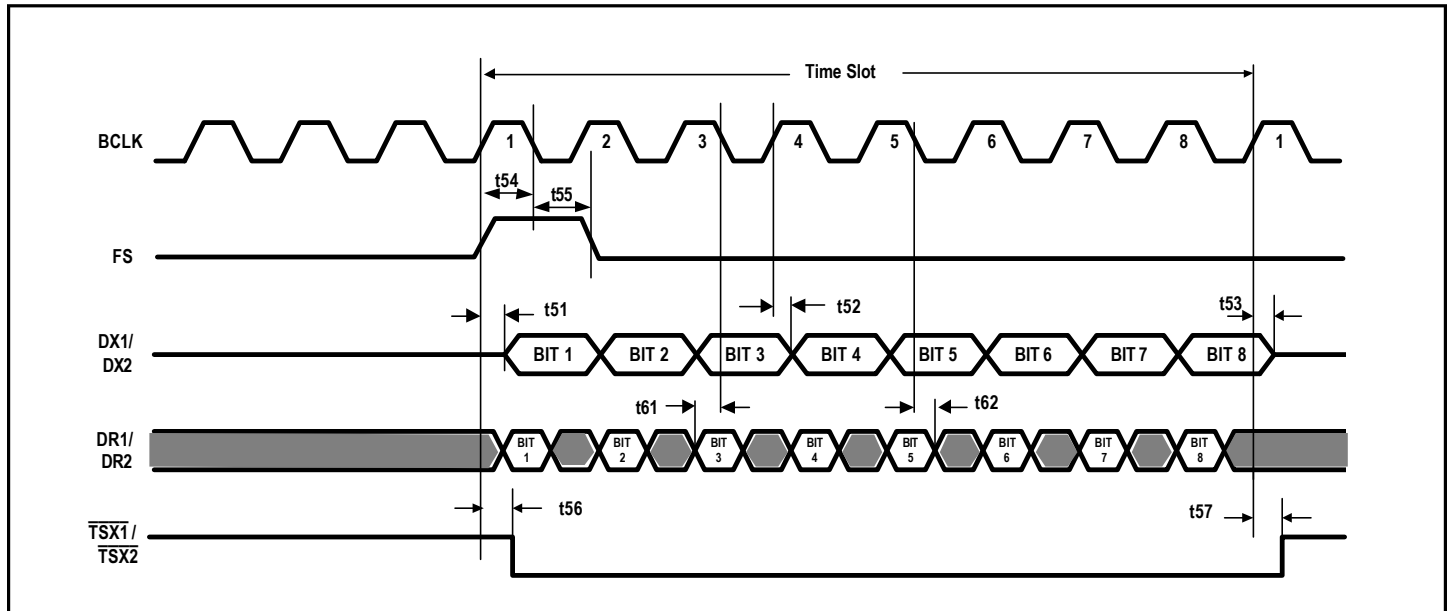 Time Slot
BCLK
1 2 3 4 5 6 7 8 1
t54
t55
FS
t51
t52
t53
DX1/
DX2
BIT 1 BIT 2 BIT 3 BIT 4 BIT 5 BIT 6 BIT 7 BIT 8
t61
t62
DR1/
DR2
BIT 1 BIT 2 BIT 3 BIT 4 BIT 5 BIT 6 BIT 7 BIT 8
t56
t57
TSX1/
TSX2